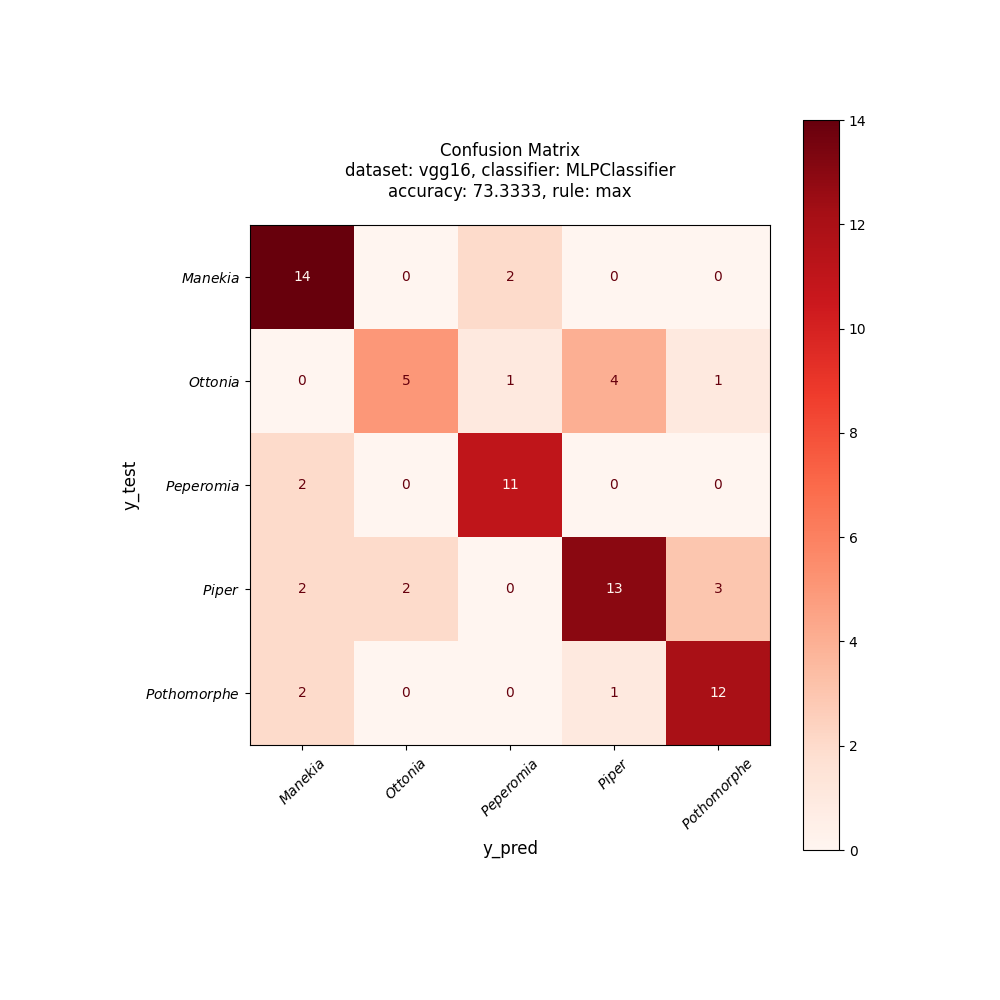 Confusion Matrix
dataset: vgg16, classifier: MLPClassifier
accuracy: 73.3333, rule: max
y_test
Manekia 14 0 2 0 0
Ottonia 0 5 1 4 1
Peperomia 2 0 11 0 0
Piper 2 2 0 13 3
Pothomorphe 2 0 0 1 12
Manekia Ottonia Peperomia Piper Pothomorphe
y_pred
14
12
10
8
6
4
2
0